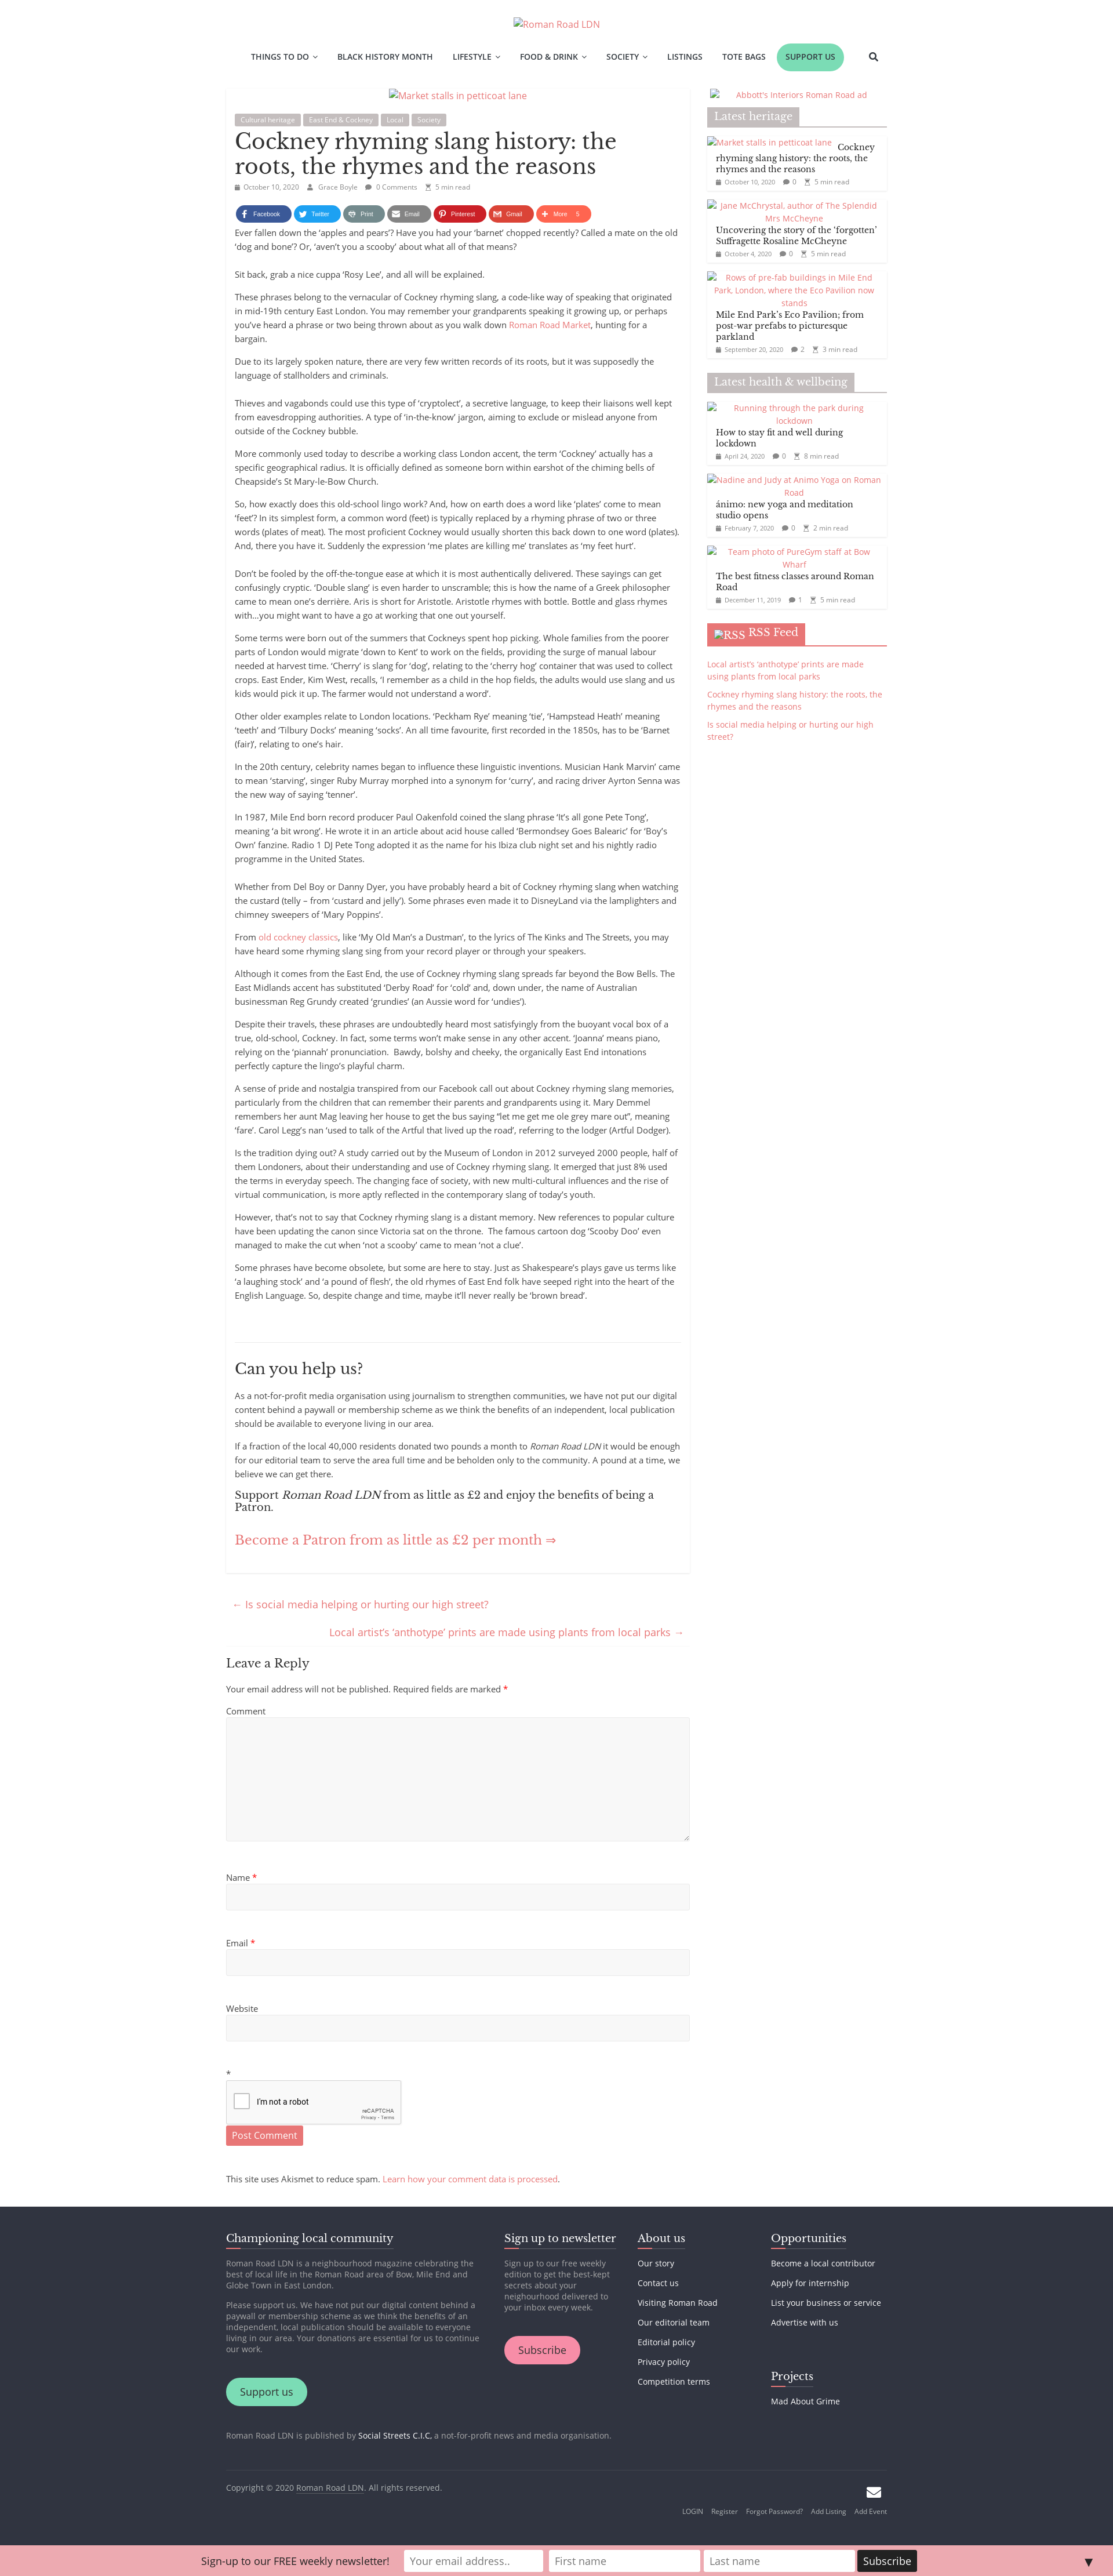 Roman Road LDN
THINGS TO DO
BLACK HISTORY MONTH
LIFESTYLE
FOOD & DRINK
SOCIETY
LISTINGS
TOTE BAGS
SUPPORT US
Market stalls in petticoat lane
Cultural heritage
East End & Cockney
Local
Society
Cockney rhyming slang history: the
roots, the rhymes and the reasons
October 10, 2020 Grace Boyle 0 Comments 5 min read
Facebook
Twitter
Print
Email
Pinterest
Gmail
More 5
Ever fallen down the ‘apples and pears’? Have you had your ‘barnet’ chopped recently? Called a mate on the old
‘dog and bone’? Or, ‘aven’t you a scooby’ about what all of that means?
Sit back, grab a nice cuppa ‘Rosy Lee’, and all will be explained.
These phrases belong to the vernacular of Cockney rhyming slang, a code-like way of speaking that originated
in mid-19th century East London. You may remember your grandparents speaking it growing up, or perhaps
you’ve heard a phrase or two being thrown about as you walk down Roman Road Market, hunting for a
bargain.
Due to its largely spoken nature, there are very few written records of its roots, but it was supposedly the
language of stallholders and criminals.
Thieves and vagabonds could use this type of ‘cryptolect’, a secretive language, to keep their liaisons well kept
from eavesdropping authorities. A type of ‘in-the-know’ jargon, aiming to exclude or mislead anyone from
outside of the Cockney bubble.
More commonly used today to describe a working class London accent, the term ‘Cockney’ actually has a
specific geographical radius. It is officially defined as someone born within earshot of the chiming bells of
Cheapside’s St Mary-le-Bow Church.
So, how exactly does this old-school lingo work? And, how on earth does a word like ‘plates’ come to mean
‘feet’? In its simplest form, a common word (feet) is typically replaced by a rhyming phrase of two or three
words (plates of meat). The most proficient Cockney would usually shorten this back down to one word (plates).
And, there you have it. Suddenly the expression ‘me plates are killing me’ translates as ‘my feet hurt’.
Don’t be fooled by the off-the-tongue ease at which it is most authentically delivered. These sayings can get
confusingly cryptic. ‘Double slang’ is even harder to unscramble; this is how the name of a Greek philosopher
came to mean one’s derrière. Aris is short for Aristotle. Aristotle rhymes with bottle. Bottle and glass rhymes
with…you might want to have a go at working that one out yourself.
Some terms were born out of the summers that Cockneys spent hop picking. Whole families from the poorer
parts of London would migrate ‘down to Kent’ to work on the fields, providing the surge of manual labour
needed at harvest time. ‘Cherry’ is slang for ‘dog’, relating to the ‘cherry hog’ container that was used to collect
crops. East Ender, Kim West, recalls, ‘I remember as a child in the hop fields, the adults would use slang and us
kids would pick it up. The farmer would not understand a word’.
Other older examples relate to London locations. ‘Peckham Rye’ meaning ‘tie’, ‘Hampstead Heath’ meaning
‘teeth’ and ‘Tilbury Docks’ meaning ‘socks’. An all time favourite, first recorded in the 1850s, has to be ‘Barnet
(fair)’, relating to one’s hair.
In the 20th century, celebrity names began to influence these linguistic inventions. Musician Hank Marvin’ came
to mean ‘starving’, singer Ruby Murray morphed into a synonym for ‘curry’, and racing driver Ayrton Senna was
the new way of saying ‘tenner’.
In 1987, Mile End born record producer Paul Oakenfold coined the slang phrase ‘It’s all gone Pete Tong’,
meaning ‘a bit wrong’. He wrote it in an article about acid house called ‘Bermondsey Goes Balearic’ for ‘Boy’s
Own’ fanzine. Radio 1 DJ Pete Tong adopted it as the name for his Ibiza club night set and his nightly radio
programme in the United States.
Whether from Del Boy or Danny Dyer, you have probably heard a bit of Cockney rhyming slang when watching
the custard (telly – from ‘custard and jelly’). Some phrases even made it to DisneyLand via the lamplighters and
chimney sweepers of ‘Mary Poppins’.
From old cockney classics, like ‘My Old Man’s a Dustman’, to the lyrics of The Kinks and The Streets, you may
have heard some rhyming slang sing from your record player or through your speakers.
Although it comes from the East End, the use of Cockney rhyming slang spreads far beyond the Bow Bells. The
East Midlands accent has substituted ‘Derby Road’ for ‘cold’ and, down under, the name of Australian
businessman Reg Grundy created ‘grundies’ (an Aussie word for ‘undies’).
Despite their travels, these phrases are undoubtedly heard most satisfyingly from the buoyant vocal box of a
true, old-school, Cockney. In fact, some terms won’t make sense in any other accent. ‘Joanna’ means piano,
relying on the ‘piannah’ pronunciation. Bawdy, bolshy and cheeky, the organically East End intonations
perfectly capture the lingo’s playful charm.
A sense of pride and nostalgia transpired from our Facebook call out about Cockney rhyming slang memories,
particularly from the children that can remember their parents and grandparents using it. Mary Demmel
remembers her aunt Mag leaving her house to get the bus saying “let me get me ole grey mare out”, meaning
‘fare’. Carol Legg’s nan ‘used to talk of the Artful that lived up the road’, referring to the lodger (Artful Dodger).
Is the tradition dying out? A study carried out by the Museum of London in 2012 surveyed 2000 people, half of
them Londoners, about their understanding and use of Cockney rhyming slang. It emerged that just 8% used
the terms in everyday speech. The changing face of society, with new multi-cultural influences and the rise of
virtual communication, is more aptly reflected in the contemporary slang of today’s youth.
However, that’s not to say that Cockney rhyming slang is a distant memory. New references to popular culture
have been updating the canon since Victoria sat on the throne. The famous cartoon dog ‘Scooby Doo’ even
managed to make the cut when ‘not a scooby’ came to mean ‘not a clue’.
Some phrases have become obsolete, but some are here to stay. Just as Shakespeare’s plays gave us terms like
‘a laughing stock’ and ‘a pound of flesh’, the old rhymes of East End folk have seeped right into the heart of the
English Language. So, despite change and time, maybe it’ll never really be ‘brown bread’.
Can you help us?
As a not-for-profit media organisation using journalism to strengthen communities, we have not put our digital
content behind a paywall or membership scheme as we think the benefits of an independent, local publication
should be available to everyone living in our area.
If a fraction of the local 40,000 residents donated two pounds a month to Roman Road LDN it would be enough
for our editorial team to serve the area full time and be beholden only to the community. A pound at a time, we
believe we can get there.
Support Roman Road LDN from as little as £2 and enjoy the benefits of being a
Patron.
Become a Patron from as little as £2 per month ⇒
← Is social media helping or hurting our high street?
Local artist’s ‘anthotype’ prints are made using plants from local parks →
Leave a Reply
Your email address will not be published. Required fields are marked *
Comment
Name *
Email *
Website
*
I'm not a robot
reCAPTCHA
Privacy - Terms
Post Comment
This site uses Akismet to reduce spam. Learn how your comment data is processed.
Abbott's Interiors Roman Road ad
Latest heritage
Market stalls in petticoat lane Cockney
rhyming slang history: the roots, the
rhymes and the reasons
October 10, 2020 0 5 min read
Jane McChrystal, author of The Splendid
Mrs McCheyne
Uncovering the story of the ‘forgotten’
Suffragette Rosaline McCheyne
October 4, 2020 0 5 min read
Rows of pre-fab buildings in Mile End
Park, London, where the Eco Pavilion now
stands
Mile End Park’s Eco Pavilion; from
post-war prefabs to picturesque
parkland
September 20, 2020 2 3 min read
Latest health & wellbeing
Running through the park during
lockdown
How to stay fit and well during
lockdown
April 24, 2020 0 8 min read
Nadine and Judy at Animo Yoga on Roman
Road
ánimo: new yoga and meditation
studio opens
February 7, 2020 0 2 min read
Team photo of PureGym staff at Bow
Wharf
The best fitness classes around Roman
Road
December 11, 2019 1 5 min read
RSS RSS Feed
Local artist’s ‘anthotype’ prints are made
using plants from local parks
Cockney rhyming slang history: the roots, the
rhymes and the reasons
Is social media helping or hurting our high
street?
Championing local community
Roman Road LDN is a neighbourhood magazine celebrating the
best of local life in the Roman Road area of Bow, Mile End and
Globe Town in East London.
Please support us. We have not put our digital content behind a
paywall or membership scheme as we think the benefits of an
independent, local publication should be available to everyone
living in our area. Your donations are essential for us to continue
our work.
Support us
Sign up to newsletter
Sign up to our free weekly
edition to get the best-kept
secrets about your
neighourhood delivered to
your inbox every week.
Subscribe
About us
Our story
Contact us
Visiting Roman Road
Our editorial team
Editorial policy
Privacy policy
Competition terms
Opportunities
Become a local contributor
Apply for internship
List your business or service
Advertise with us
Projects
Mad About Grime
Roman Road LDN is published by Social Streets C.I.C, a not-for-profit news and media organisation.
Copyright © 2020 Roman Road LDN. All rights reserved.
LOGIN Register Forgot Password? Add Listing Add Event
Sign-up to our FREE weekly newsletter! Your email address.. First name Last name Subscribe ▼